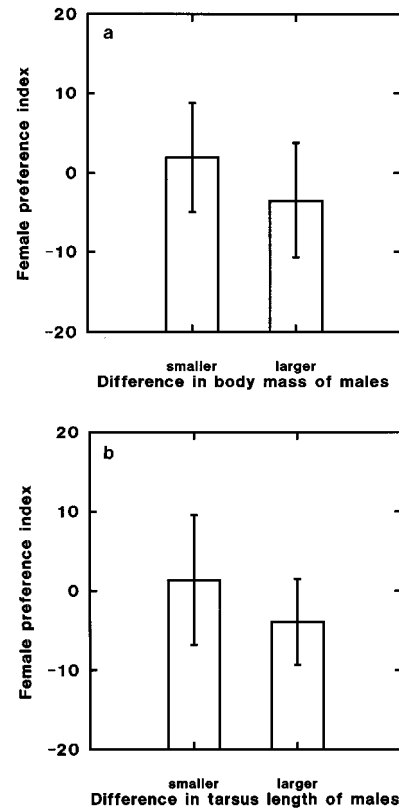 a
20
10
0
−10
−20
Female preference index
smaller larger
Difference in body mass of males
b
20
10
0
−10
−20
Female preference index
smaller larger
Difference in tarsus length of males